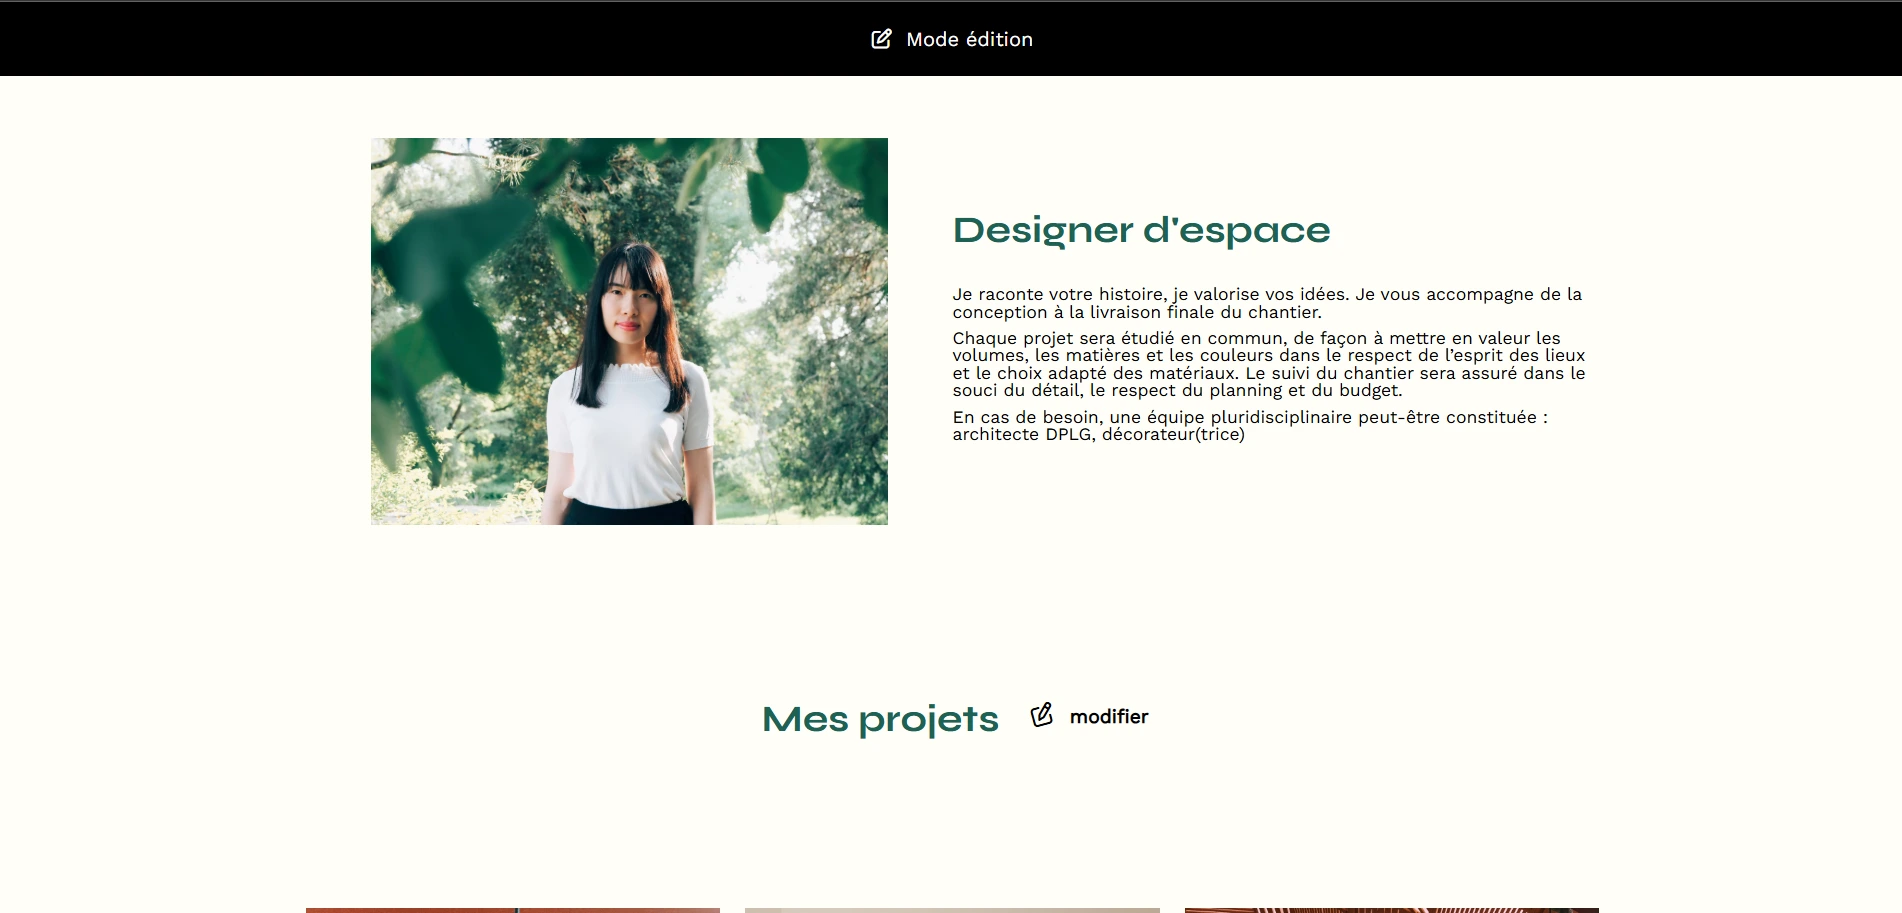 Mode édition
Designer d'espace
Je raconte votre histoire, je valorise vos idées. Je vous accompagne de la
conception à la livraison finale du chantier.
Chaque projet sera étudié en commun, de façon à mettre en valeur les
volumes, les matières et les couleurs dans le respect de l’esprit des lieux
et le choix adapté des matériaux. Le suivi du chantier sera assuré dans le
souci du détail, le respect du planning et du budget.
En cas de besoin, une équipe pluridisciplinaire peut-être constituée :
architecte DPLG, décorateur(trice)
Mes projets
modifier